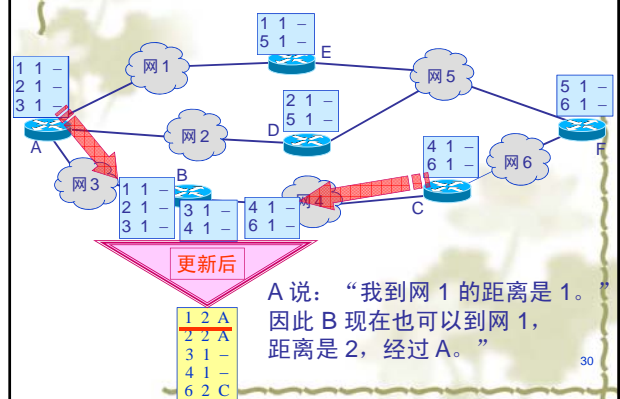 1 1 –
5 1 –
E
网 1
网 5
1 1 –
2 1 –
3 1 –
A
5 1 –
6 1 –
F
2 1 –
5 1 –
D
网 2
4 1 –
6 1 –
C
网 6
网 3
B
网 4
1 1 –
2 1 –
3 1 –
3 1 –
4 1 –
4 1 –
6 1 –
更新后
1 2 A
2 2 A
3 1 –
4 1 –
6 2 C
A 说：“我到网 1 的距离是 1。”
因此 B 现在也可以到网 1，
距离是 2，经过 A。”
30